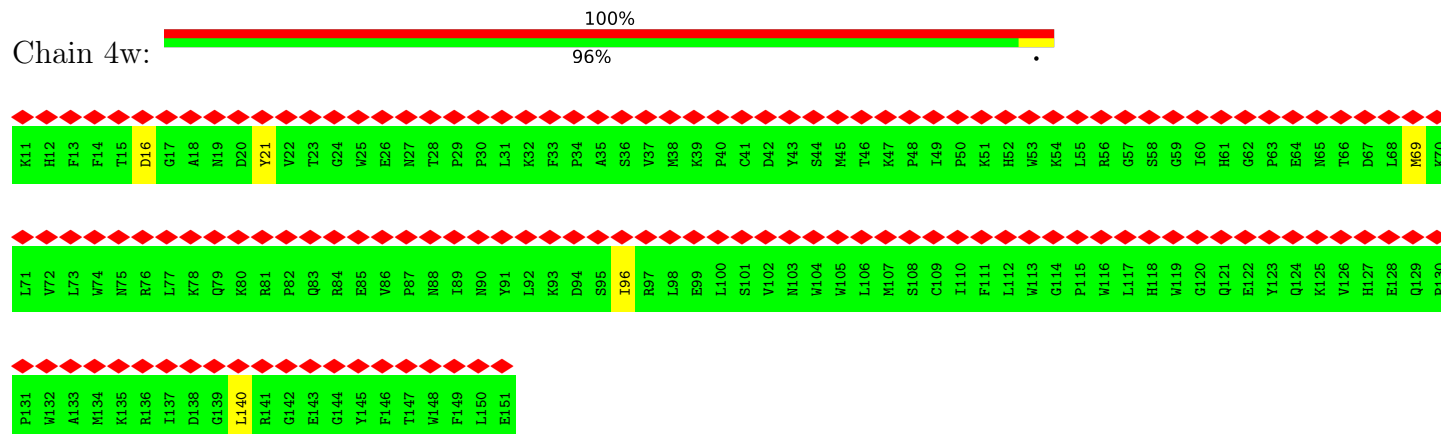 100%
Chain 4w:
96%
.
K11 H12 F13 F14 T15 D16 G17 A18 N19 D20 Y21 V22 T23 G24 W25 E26 N27 T28 P29 P30 L31 K32 F33 P34 A35 S36 V37 M38 K39 P40 C41 D42 Y43 S44 M45 T46 K47 P48 I49 P50 K51 H52 W53 K54 L55 R56 G57 S58 G59 I60 H61 G62 P63 E64 N65 T66 D67 L68 M69 K70
L71 V72 L73 W74 N75 R76 L77 K78 Q79 K80 R81 P82 Q83 R84 E85 V86 P87 N88 I89 N90 Y91 L92 K93 D94 S95 I96 R97 L98 E99 L100 S101 V102 N103 W104 W105 L106 M107 S108 C109 I110 F111 L112 W113 G114 P115 W116 L117 H118 W119 G120 Q121 E122 Y123 Q124 K125 V126 H127 E128 Q129 P130
P131 W132 A133 M134 K135 R136 I137 D138 G139 L140 R141 G142 E143 G144 Y145 F146 T147 W148 F149 L150 E151